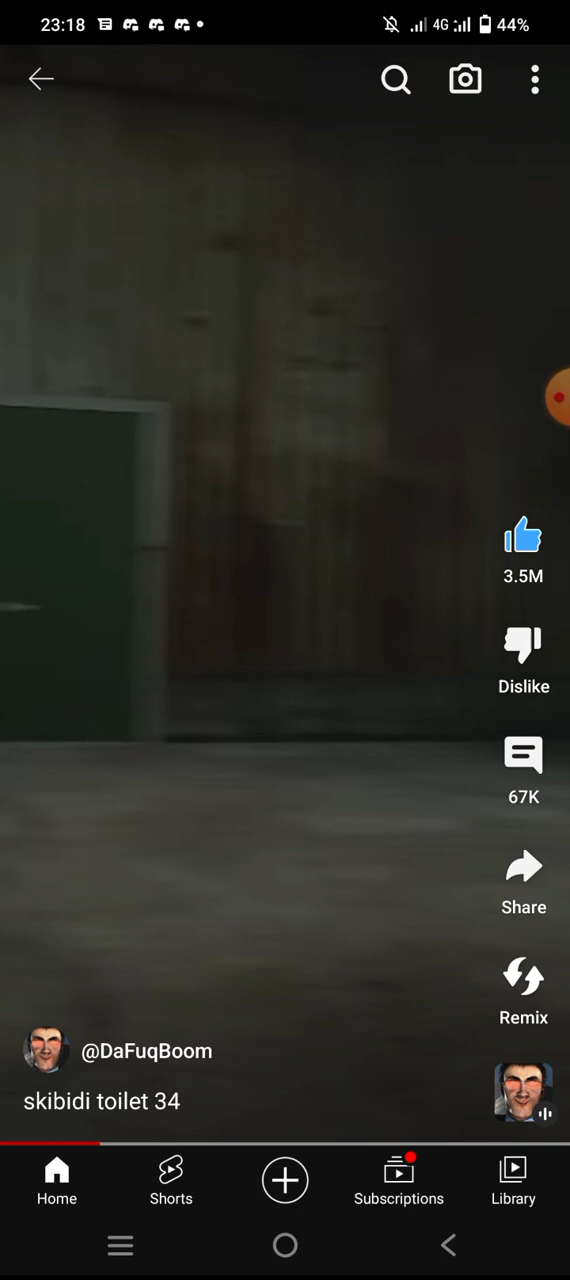 23:18
4G
44%
3.5M
Dislike
67K
Share
Remix
@DaFuqBoom
skibidi toilet 34
Home
Shorts
Subscriptions
Library